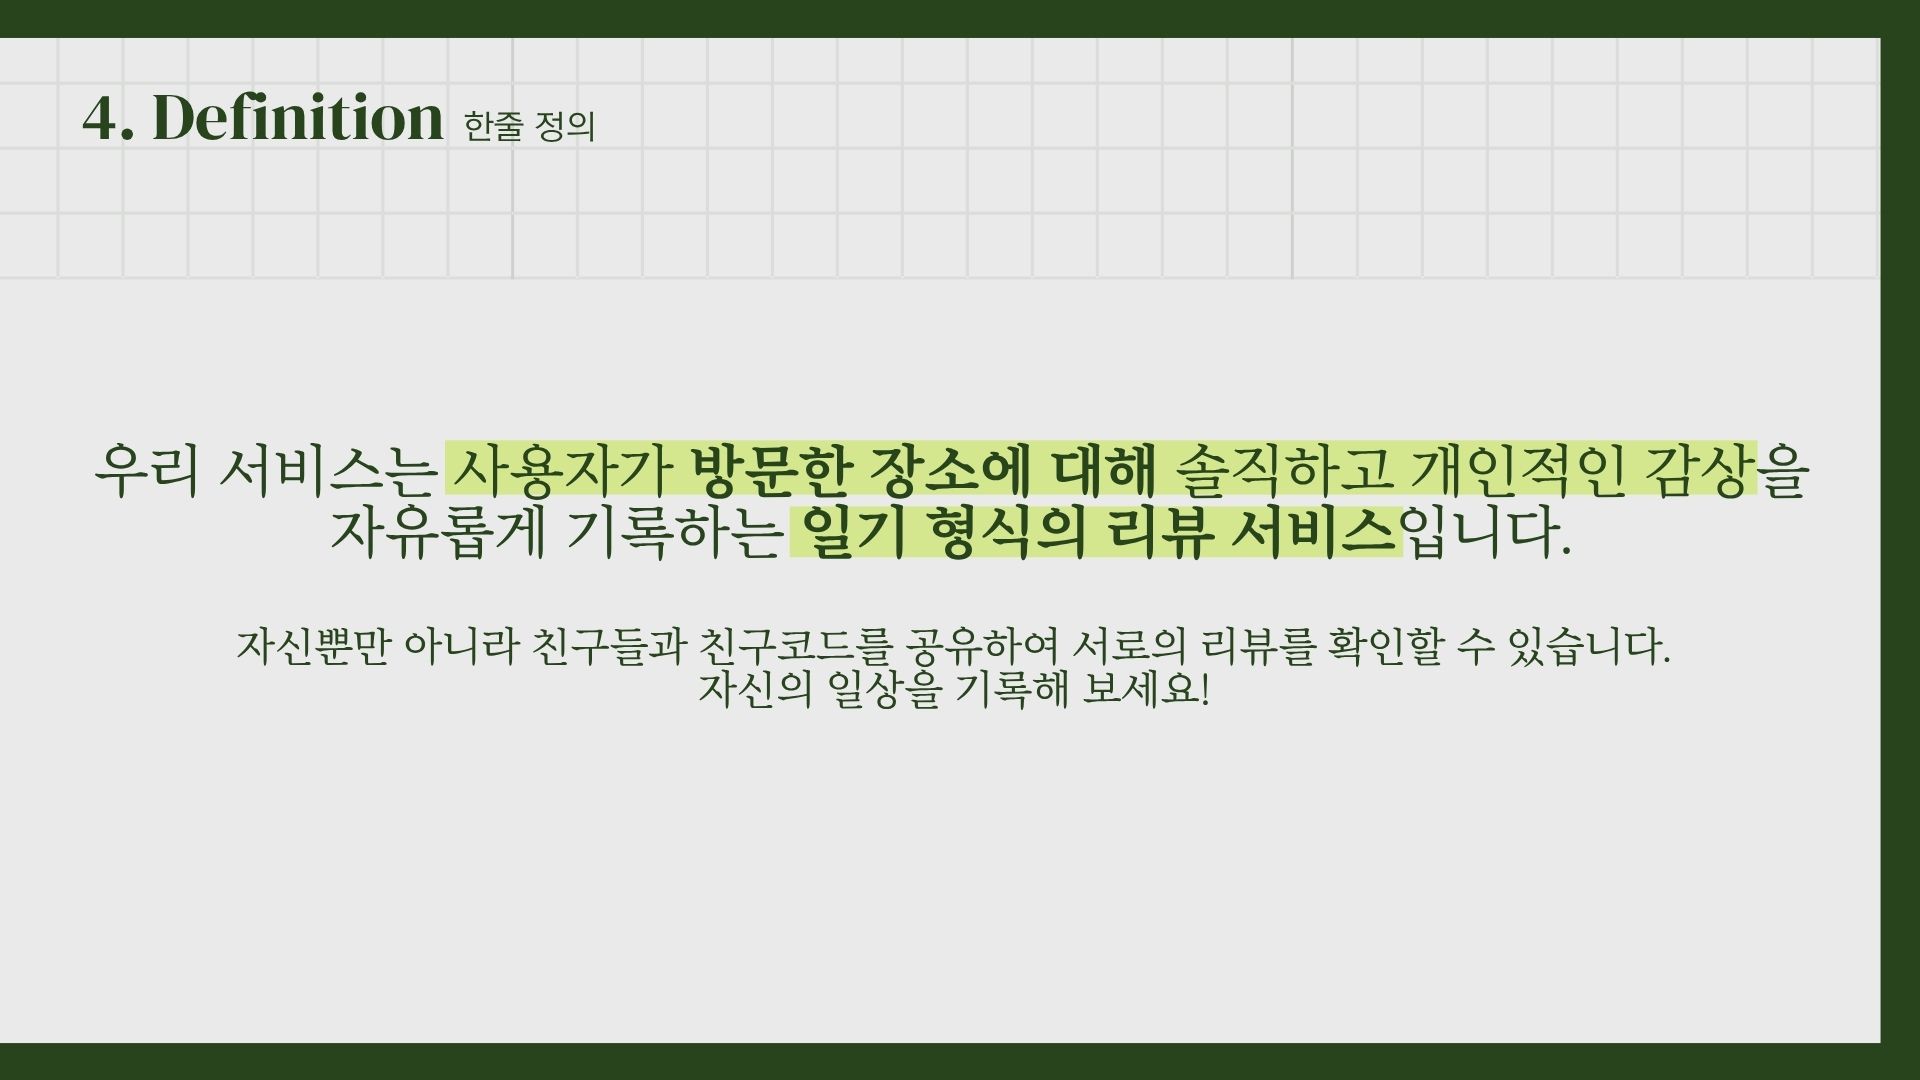 4. Definition 한줄 정의
우리 서비스는 사용자가 방문한 장소에 대해 솔직하고 개인적인 감상을
자유롭게 기록하는 일기 형식의 리뷰 서비스입니다.
자신뿐만 아니라 친구들과 친구코드를 공유하여 서로의 리뷰를 확인할 수 있습니다.
자신의 일상을 기록해 보세요!